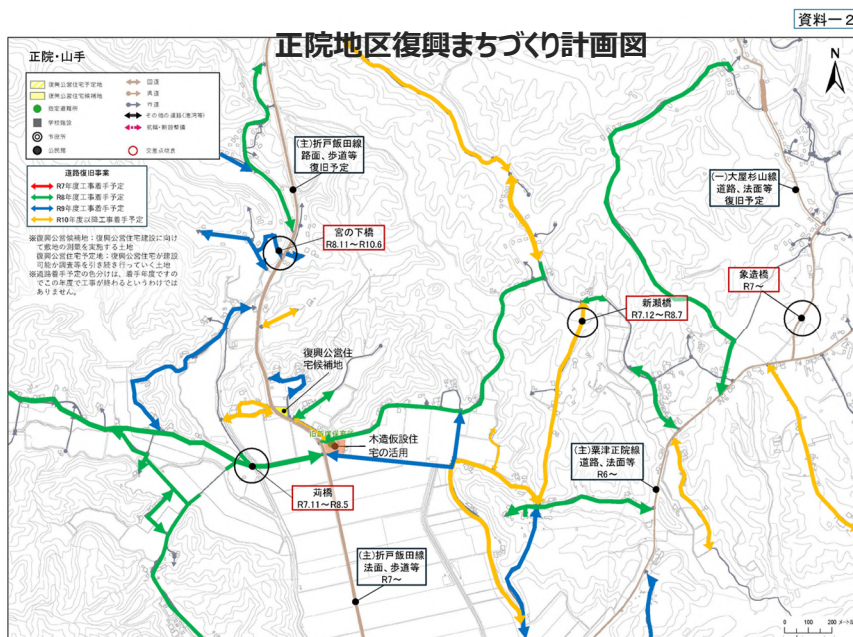 資料－2
正院地区復興まちづくり計画図
正院・山手
復興公営住宅予定地
復興公営住宅候補地
指定避難所
学校施設
市役所
公民館
国道
県道
市道
その他の道路(農道等)
交差点改良
道路復旧事業
R7年度工事着手予定
R8年度工事着手予定
R9年度工事着手予定
R10年度以降工事着手予定
※復興公営候補地：復興公営住宅建設に向け
て敷地の測量を実施する土地
復興公営住宅予定地：復興公営住宅が建設
可能か調査等を引き続き行っていく土地
※道路着手予定の色分けは、着手年度ですの
でこの年度で工事が終わるというわけでは
ありません。
(主)折戸飯田線
路面、歩道等
復旧予定
宮の下橋
R8.11～R10.6
復興公営住
宅候補地
木造仮設住
宅の活用
苅橋
R7.11～R8.5
(主)折戸飯田線
法面、歩道等
R7～
N
(一)大屋杉山線
道路、法面等
復旧予定
象造橋
R7～
新瀬橋
R7.12～R8.7
(主)粟津正院線
道路、法面等
R6～
0 100 200 メートル